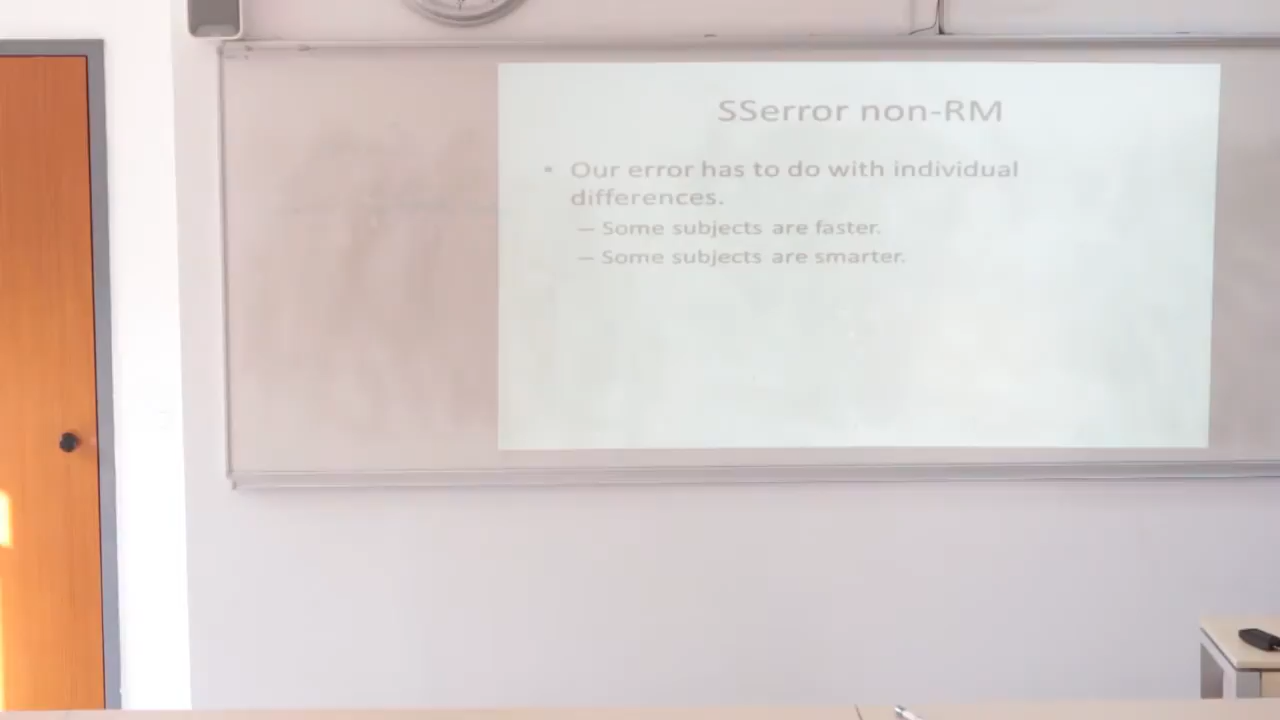 SSerror non-RM
• Our error has to do with individual
differences.
– Some subjects are faster.
– Some subjects are smarter.